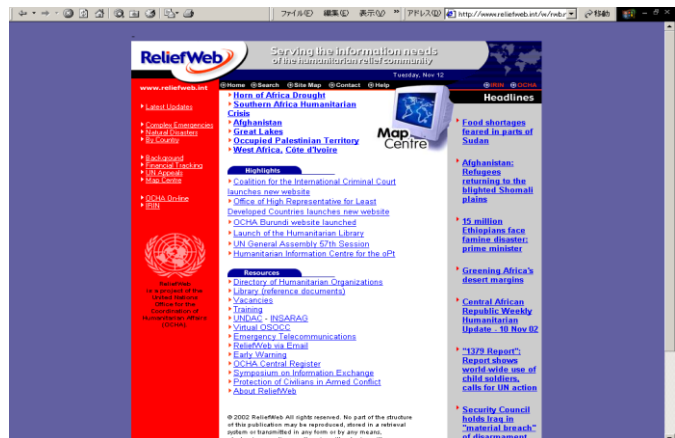 ファイル(F) 編集(E) 表示(V) » アドレス(D) http://www.reliefweb.int/w/rwb.r 移動
ReliefWeb
Serving the information needs
of the humanitarian relief community
Tuesday, Nov 12
www.reliefweb.int
Home Search Site Map Contact Help
IRIN OCHA
Latest Updates
Complex Emergencies
Natural Disasters
By Country
Background
Financial Tracking
UN Appeals
Map Centre
OCHA On-line
IRIN
ReliefWeb
is a project of the
United Nations
Office for the
Coordination of
Humanitarian Affairs
(OCHA)
Horn of Africa Drought
Southern Africa Humanitarian
Crisis
Afghanistan
Great Lakes
Occupied Palestinian Territory
West Africa, Côte d'Ivoire
Map
Centre
Highlights
Coalition for the International Criminal Court
launches new website
Office of High Representative for Least
Developed Countries launches new website
OCHA Burundi website launched
Launch of the Humanitarian Library
UN General Assembly 57th Session
Humanitarian Information Centre for the oPt
Resources
Directory of Humanitarian Organizations
Library (reference documents)
Vacancies
Training
UNDAC - INSARAG
Virtual OSOCC
Emergency Telecommunications
ReliefWeb via Email
Early Warning
OCHA Central Register
Symposium on Information Exchange
Protection of Civilians in Armed Conflict
About ReliefWeb
© 2002 ReliefWeb All rights reserved. No part of the structure
of this publication may be reproduced, stored in a retrieval
system or transmitted in any form or by any means,
Headlines
Food shortages
feared in parts of
Sudan
Afghanistan:
Refugees
returning to the
blighted Shomali
plains
15 million
Ethiopians face
famine disaster:
prime minister
Greening Africa's
desert margins
Central African
Republic Weekly
Humanitarian
Update - 10 Nov 02
"1379 Report":
Report shows
world-wide use of
child soldiers,
calls for UN action
Security Council
holds Iraq in
"material breach"
of disarmament